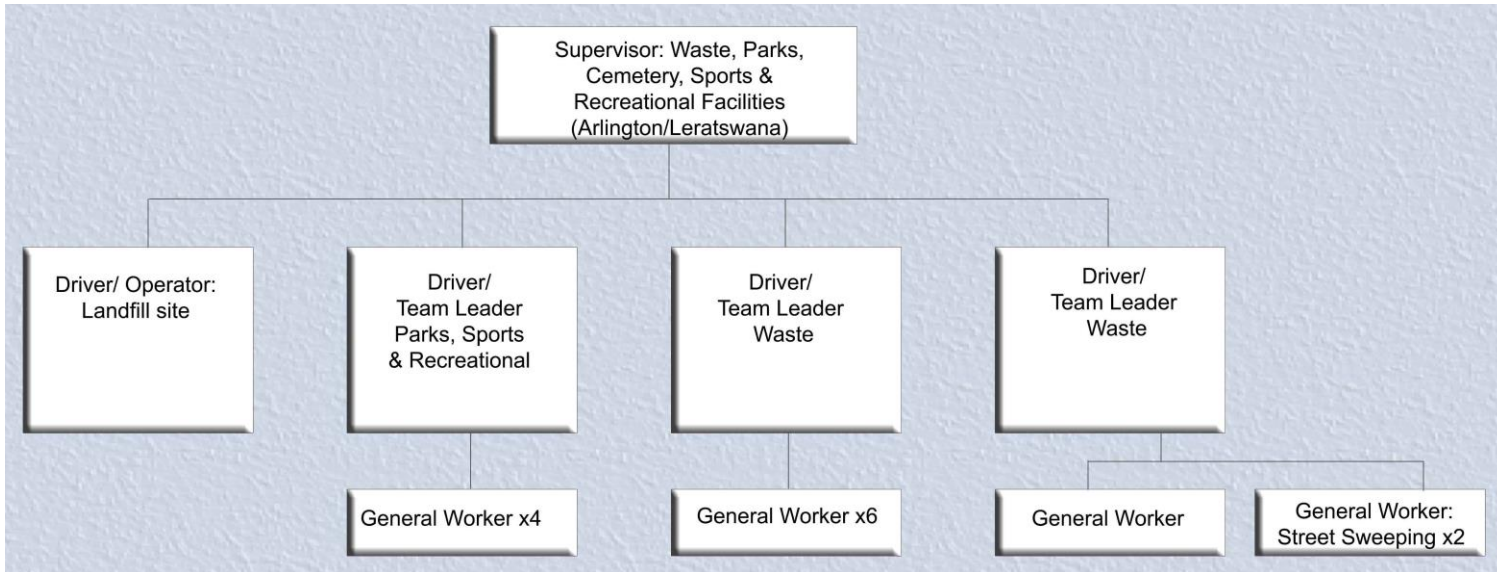 Supervisor: Waste, Parks,
Cemetery, Sports &
Recreational Facilities
(Arlington/Leratswana)
Driver/ Operator:
Landfill site
Driver/
Team Leader
Parks, Sports
& Recreational
Driver/
Team Leader
Waste
Driver/
Team Leader
Waste
General Worker x4
General Worker x6
General Worker
General Worker:
Street Sweeping x2